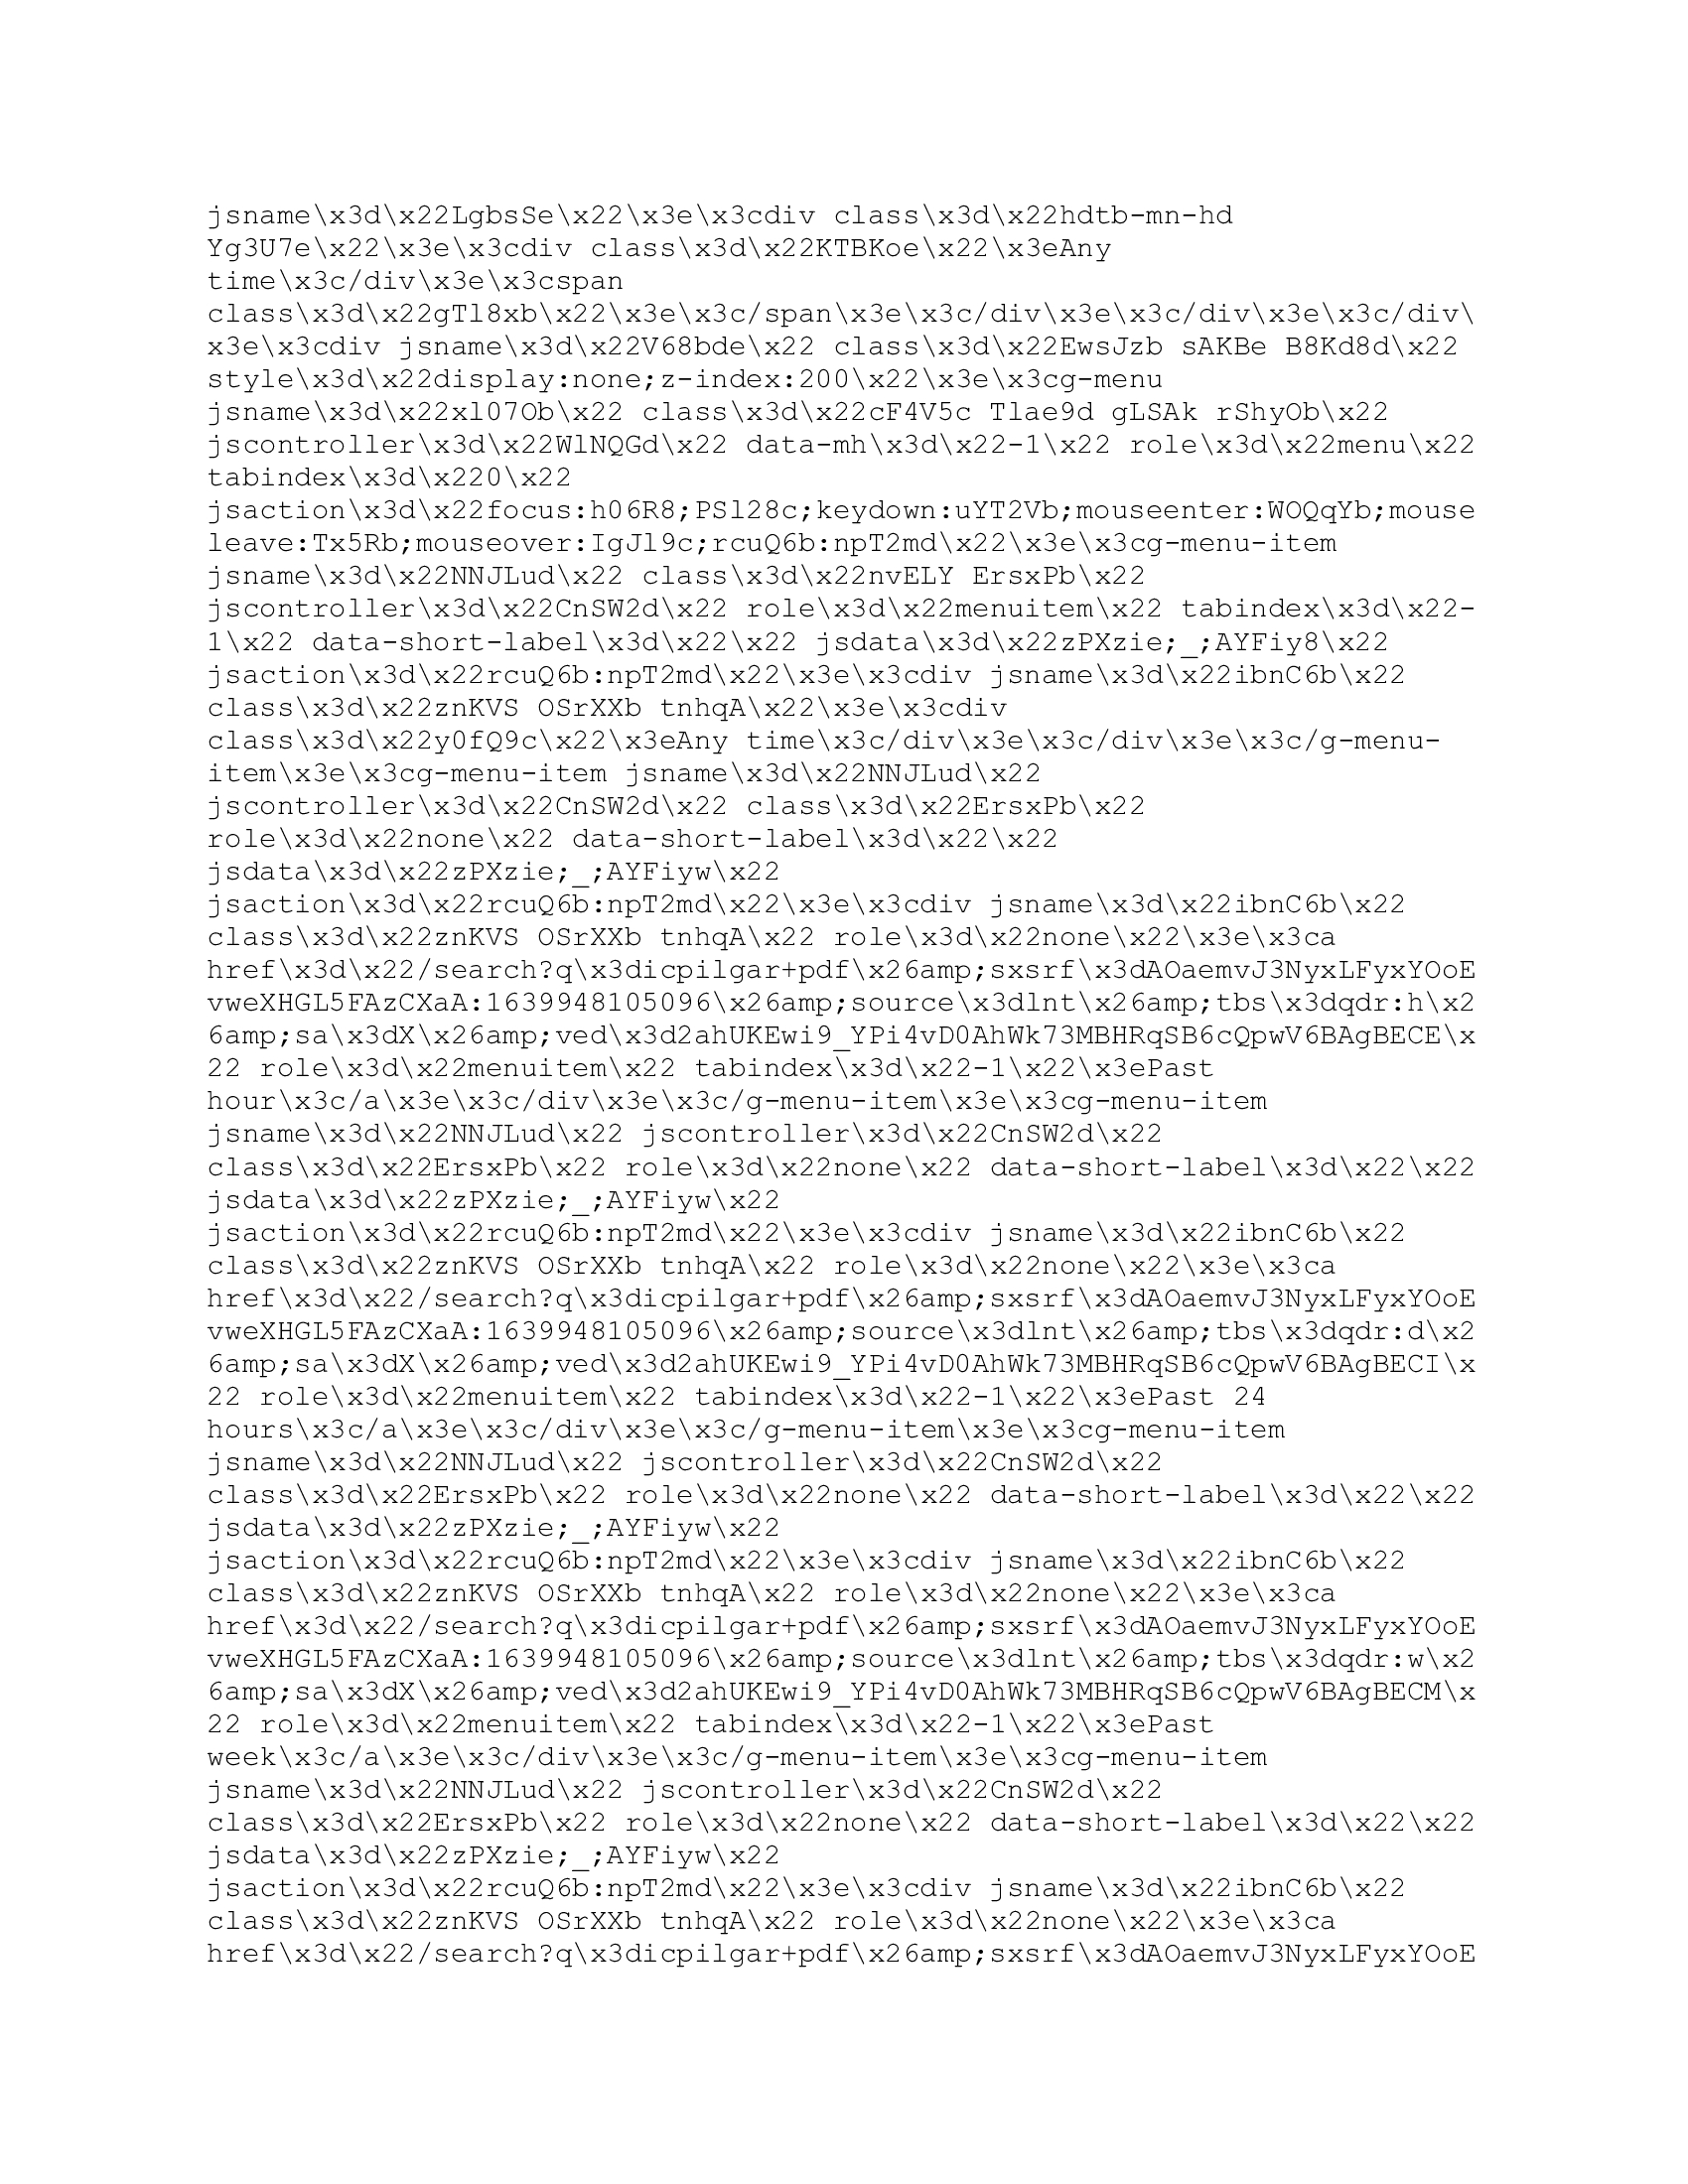 jsname\x3d\x22LgbsSe\x22\x3e\x3cdiv class\x3d\x22hdtb-mn-hd
Yg3U7e\x22\x3e\x3cdiv class\x3d\x22KTBKoe\x22\x3eAny
time\x3c/div\x3e\x3cspan
class\x3d\x22gTl8xb\x22\x3e\x3c/span\x3e\x3c/div\x3e\x3c/div\x3e\x3c/div\
x3e\x3cdiv jsname\x3d\x22V68bde\x22 class\x3d\x22EwsJzb sAKBe B8Kd8d\x22
style\x3d\x22display:none;z-index:200\x22\x3e\x3cg-menu
jsname\x3d\x22xl07Ob\x22 class\x3d\x22cF4V5c Tlae9d gLSAk rShyOb\x22
jscontroller\x3d\x22WlNQGd\x22 data-mh\x3d\x22-1\x22 role\x3d\x22menu\x22
tabindex\x3d\x220\x22
jsaction\x3d\x22focus:h06R8;PSl28c;keydown:uYT2Vb;mouseenter:WOQqYb;mouse
leave:Tx5Rb;mouseover:IgJl9c;rcuQ6b:npT2md\x22\x3e\x3cg-menu-item
jsname\x3d\x22NNJLud\x22 class\x3d\x22nvELY ErsxPb\x22
jscontroller\x3d\x22CnSW2d\x22 role\x3d\x22menuitem\x22 tabindex\x3d\x22-
1\x22 data-short-label\x3d\x22\x22 jsdata\x3d\x22zPXzie;_;AYFiy8\x22
jsaction\x3d\x22rcuQ6b:npT2md\x22\x3e\x3cdiv jsname\x3d\x22ibnC6b\x22
class\x3d\x22znKVS OSrXXb tnhqA\x22\x3e\x3cdiv
class\x3d\x22y0fQ9c\x22\x3eAny time\x3c/div\x3e\x3c/div\x3e\x3c/g-menu-
item\x3e\x3cg-menu-item jsname\x3d\x22NNJLud\x22
jscontroller\x3d\x22CnSW2d\x22 class\x3d\x22ErsxPb\x22
role\x3d\x22none\x22 data-short-label\x3d\x22\x22
jsdata\x3d\x22zPXzie;_;AYFiyw\x22
jsaction\x3d\x22rcuQ6b:npT2md\x22\x3e\x3cdiv jsname\x3d\x22ibnC6b\x22
class\x3d\x22znKVS OSrXXb tnhqA\x22 role\x3d\x22none\x22\x3e\x3ca
href\x3d\x22/search?q\x3dicpilgar+pdf\x26amp;sxsrf\x3dAOaemvJ3NyxLFyxYOoE
vweXHGL5FAzCXaA:1639948105096\x26amp;source\x3dlnt\x26amp;tbs\x3dqdr:h\x2
6amp;sa\x3dX\x26amp;ved\x3d2ahUKEwi9_YPi4vD0AhWk73MBHRqSB6cQpwV6BAgBECE\x
22 role\x3d\x22menuitem\x22 tabindex\x3d\x22-1\x22\x3ePast
hour\x3c/a\x3e\x3c/div\x3e\x3c/g-menu-item\x3e\x3cg-menu-item
jsname\x3d\x22NNJLud\x22 jscontroller\x3d\x22CnSW2d\x22
class\x3d\x22ErsxPb\x22 role\x3d\x22none\x22 data-short-label\x3d\x22\x22
jsdata\x3d\x22zPXzie;_;AYFiyw\x22
jsaction\x3d\x22rcuQ6b:npT2md\x22\x3e\x3cdiv jsname\x3d\x22ibnC6b\x22
class\x3d\x22znKVS OSrXXb tnhqA\x22 role\x3d\x22none\x22\x3e\x3ca
href\x3d\x22/search?q\x3dicpilgar+pdf\x26amp;sxsrf\x3dAOaemvJ3NyxLFyxYOoE
vweXHGL5FAzCXaA:1639948105096\x26amp;source\x3dlnt\x26amp;tbs\x3dqdr:d\x2
6amp;sa\x3dX\x26amp;ved\x3d2ahUKEwi9_YPi4vD0AhWk73MBHRqSB6cQpwV6BAgBECI\x
22 role\x3d\x22menuitem\x22 tabindex\x3d\x22-1\x22\x3ePast 24
hours\x3c/a\x3e\x3c/div\x3e\x3c/g-menu-item\x3e\x3cg-menu-item
jsname\x3d\x22NNJLud\x22 jscontroller\x3d\x22CnSW2d\x22
class\x3d\x22ErsxPb\x22 role\x3d\x22none\x22 data-short-label\x3d\x22\x22
jsdata\x3d\x22zPXzie;_;AYFiyw\x22
jsaction\x3d\x22rcuQ6b:npT2md\x22\x3e\x3cdiv jsname\x3d\x22ibnC6b\x22
class\x3d\x22znKVS OSrXXb tnhqA\x22 role\x3d\x22none\x22\x3e\x3ca
href\x3d\x22/search?q\x3dicpilgar+pdf\x26amp;sxsrf\x3dAOaemvJ3NyxLFyxYOoE
vweXHGL5FAzCXaA:1639948105096\x26amp;source\x3dlnt\x26amp;tbs\x3dqdr:w\x2
6amp;sa\x3dX\x26amp;ved\x3d2ahUKEwi9_YPi4vD0AhWk73MBHRqSB6cQpwV6BAgBECM\x
22 role\x3d\x22menuitem\x22 tabindex\x3d\x22-1\x22\x3ePast
week\x3c/a\x3e\x3c/div\x3e\x3c/g-menu-item\x3e\x3cg-menu-item
jsname\x3d\x22NNJLud\x22 jscontroller\x3d\x22CnSW2d\x22
class\x3d\x22ErsxPb\x22 role\x3d\x22none\x22 data-short-label\x3d\x22\x22
jsdata\x3d\x22zPXzie;_;AYFiyw\x22
jsaction\x3d\x22rcuQ6b:npT2md\x22\x3e\x3cdiv jsname\x3d\x22ibnC6b\x22
class\x3d\x22znKVS OSrXXb tnhqA\x22 role\x3d\x22none\x22\x3e\x3ca
href\x3d\x22/search?q\x3dicpilgar+pdf\x26amp;sxsrf\x3dAOaemvJ3NyxLFyxYOoE